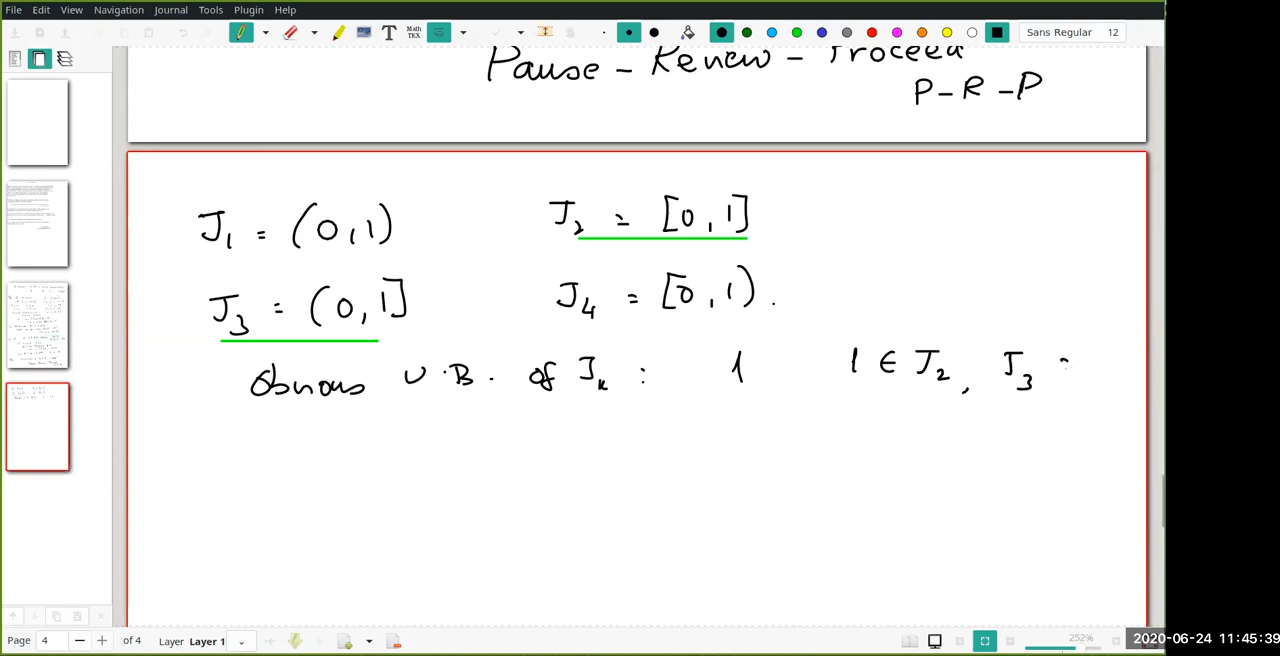 File Edit View Navigation Journal Tools Plugin Help
Sans Regular 12
Pause - Review - Proceed
P - R - P
J₁ = (0,1) J₂ = [0,1]
J₃ = (0,1] J₄ = [0,1).
Obvious U.B. of Jₖ : 1 1 ∈ J₂, J₃ :
Page 4 of 4 Layer Layer 1 252%
2020-06-24 11:45:39